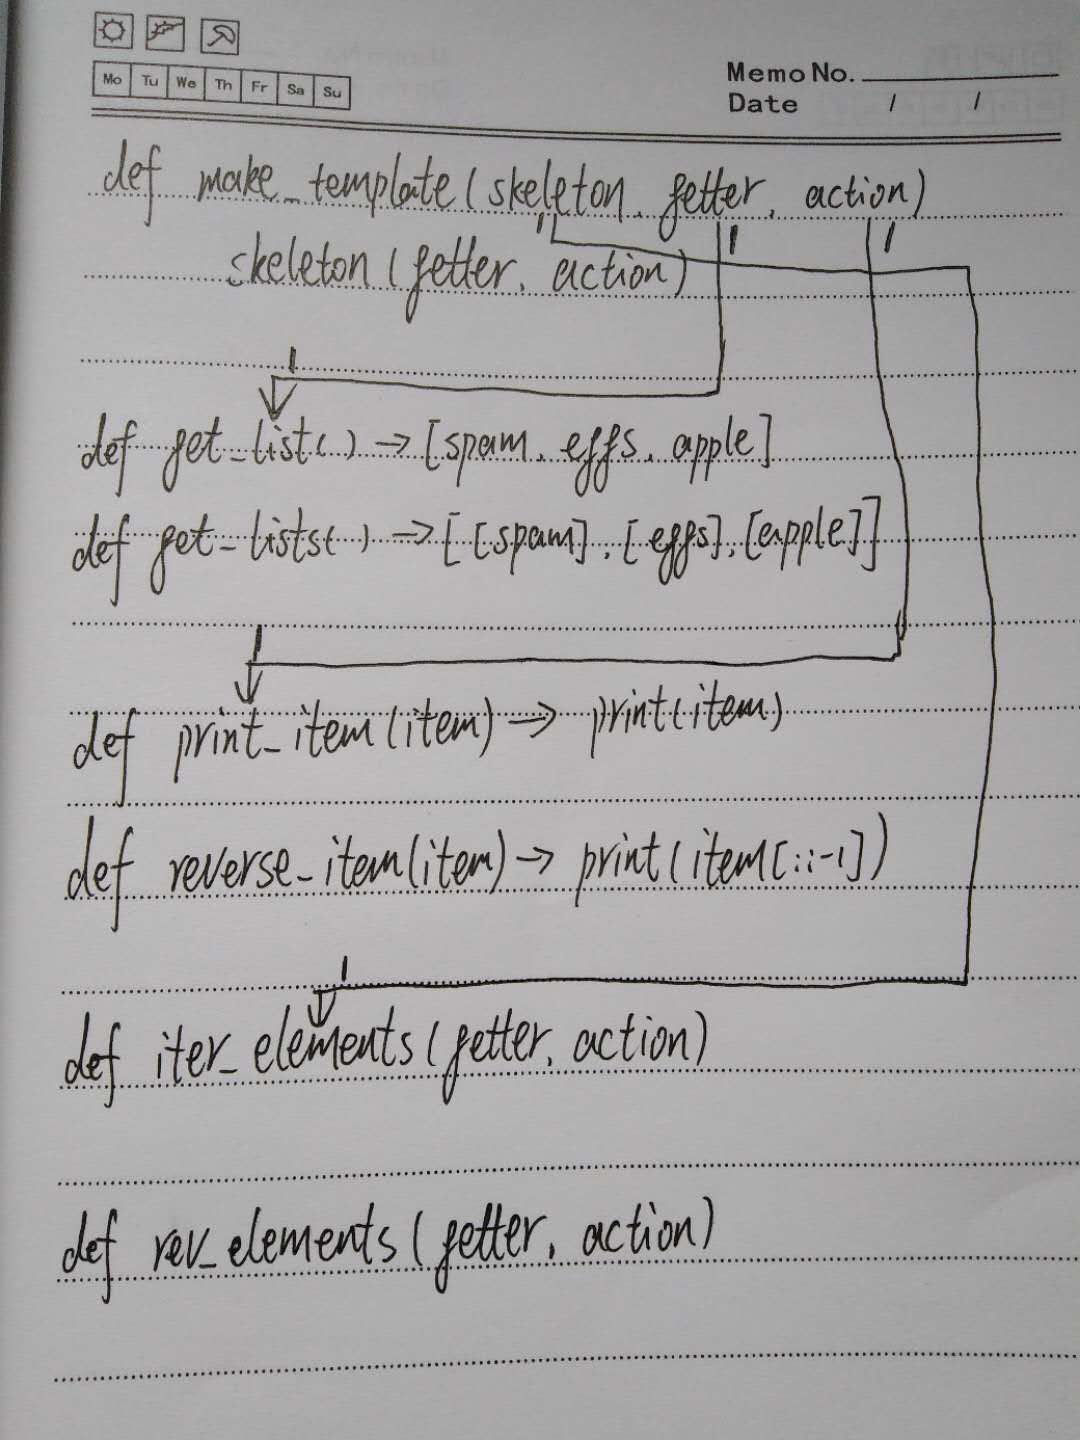 Mo Tu We Th Fr Sa Su
Memo No.
Date / /
def make_template(skeleton, getter, action)
skeleton(getter, action)
def get_list() → [spam, eggs, apple]
def get_lists() → [[spam], [eggs], [apple]]
def print_item(item) → print(item)
def reverse_item(item) → print(item[::-1])
def iter_elements(getter, action)
def rev_elements(getter, action)